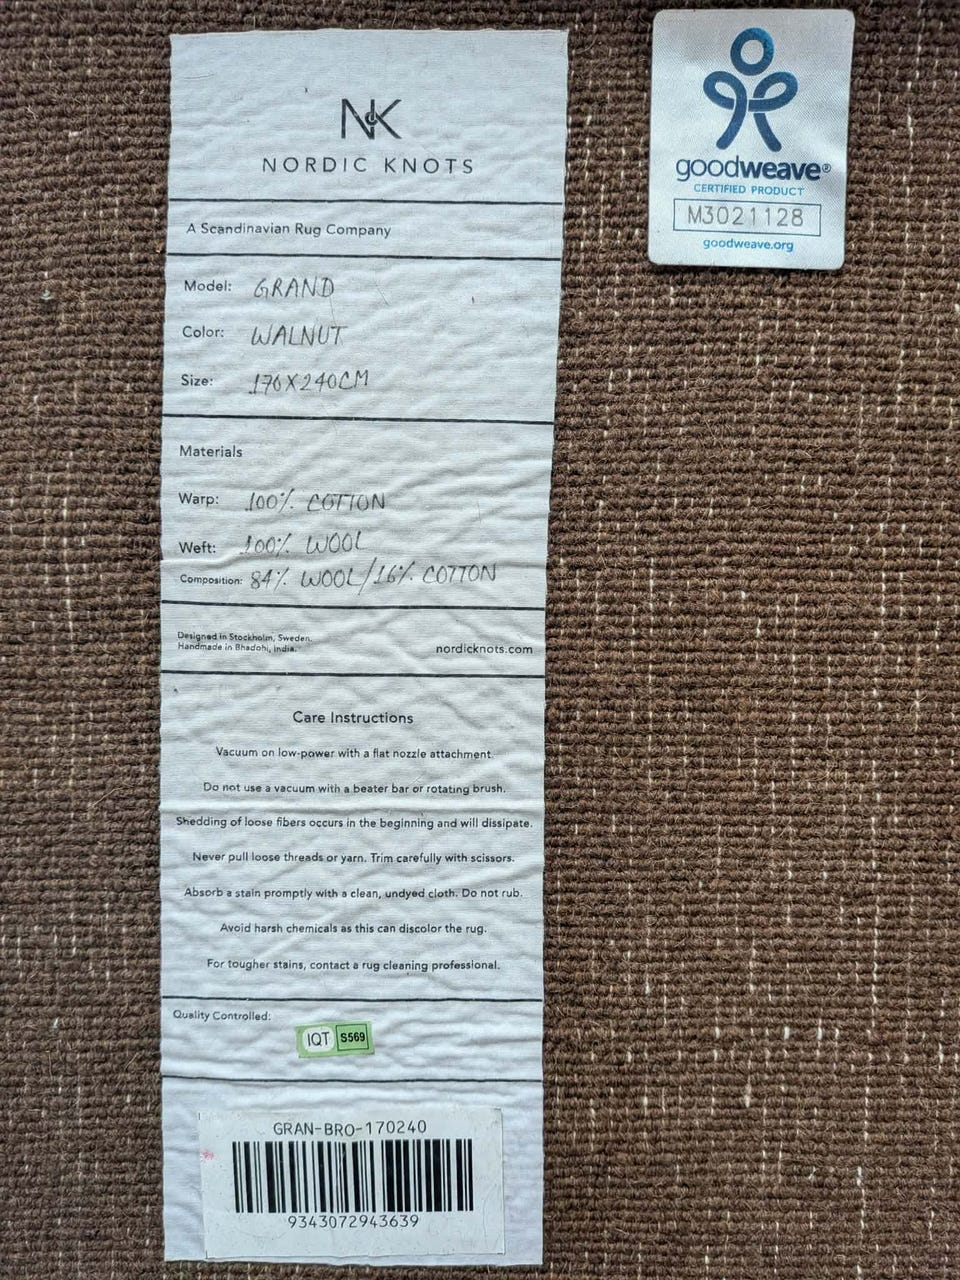 NK
NORDIC KNOTS
A Scandinavian Rug Company
Model: GRAND
Color: WALNUT
Size: 170X240CM
Materials
Warp: 100% COTTON
Weft: 100% WOOL
Composition: 84% WOOL/16% COTTON
Designed in Stockholm, Sweden.
Handmade in Bhadohi, India.
nordicknots.com
Care Instructions
Vacuum on low-power with a flat nozzle attachment.
Do not use a vacuum with a beater bar or rotating brush.
Shedding of loose fibers occurs in the beginning and will dissipate.
Never pull loose threads or yarn. Trim carefully with scissors.
Absorb a stain promptly with a clean, undyed cloth. Do not rub.
Avoid harsh chemicals as this can discolor the rug.
For tougher stains, contact a rug cleaning professional.
Quality Controlled:
IQT S569
GRAN-BRO-170240
9343072943639
goodweave®
CERTIFIED PRODUCT
M3021128
goodweave.org